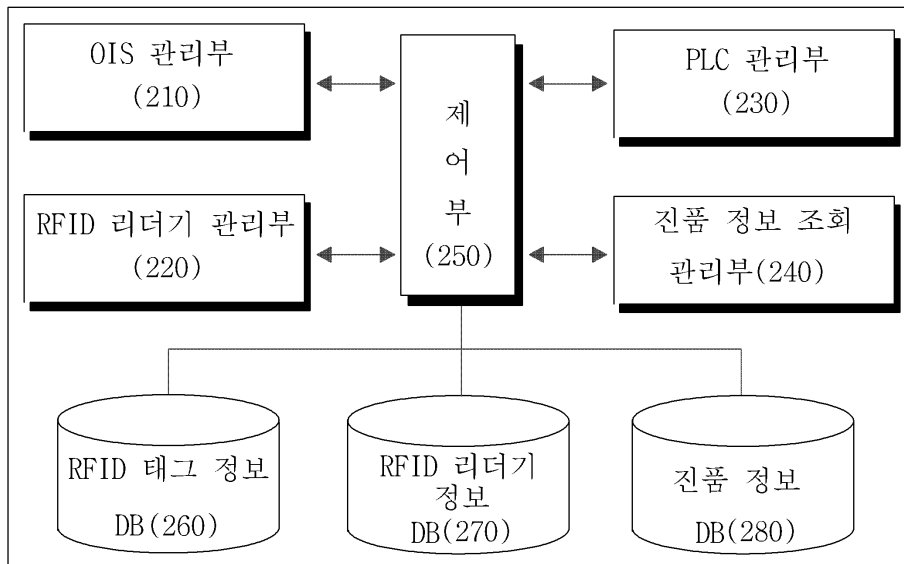 OIS 관리부
(210)
RFID 리더기 관리부
(220)
제
어
부
(250)
PLC 관리부
(230)
진품 정보 조회
관리부(240)
RFID 태그 정보
DB(260)
RFID 리더기
정보
DB(270)
진품 정보
DB(280)